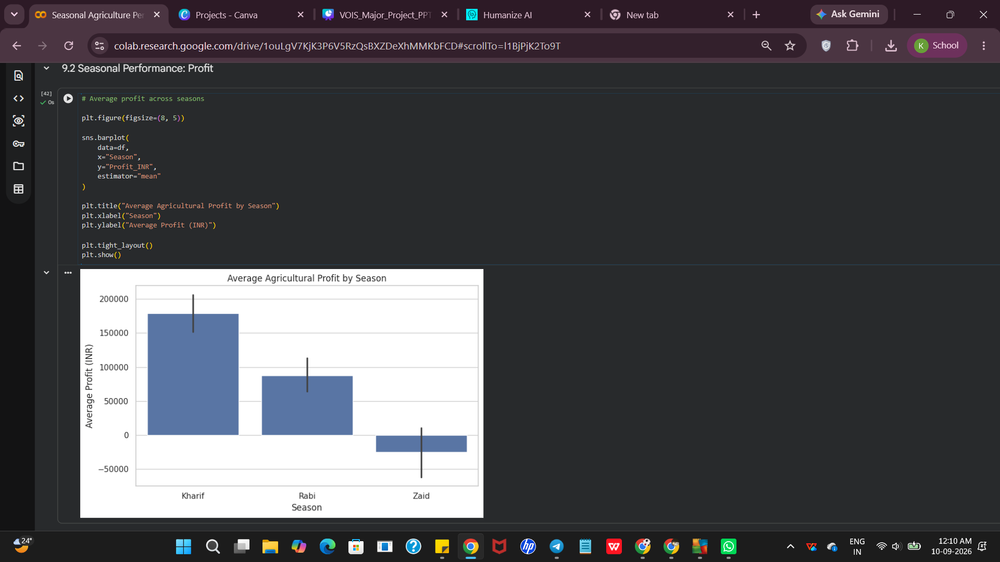 Seasonal Agriculture Per
Projects - Canva
VOIS_Major_Project_PPT
Humanize AI
New tab
Ask Gemini
colab.research.google.com/drive/1ouLgV7KjK3P6V5RzQsBXZDeXhMMKbFCD#scrollTo=l1BjPjK2To9T
K School
9.2 Seasonal Performance: Profit
[42]
0s
# Average profit across seasons
plt.figure(figsize=(8, 5))
sns.barplot(
data=df,
x="Season",
y="Profit_INR",
estimator="mean"
)
plt.title("Average Agricultural Profit by Season")
plt.xlabel("Season")
plt.ylabel("Average Profit (INR)")
plt.tight_layout()
plt.show()
Average Agricultural Profit by Season
200000
150000
100000
50000
0
−50000
Average Profit (INR)
Kharif
Rabi
Zaid
Season
24°
hp
W
ENG
IN
12:10 AM
10-09-2026